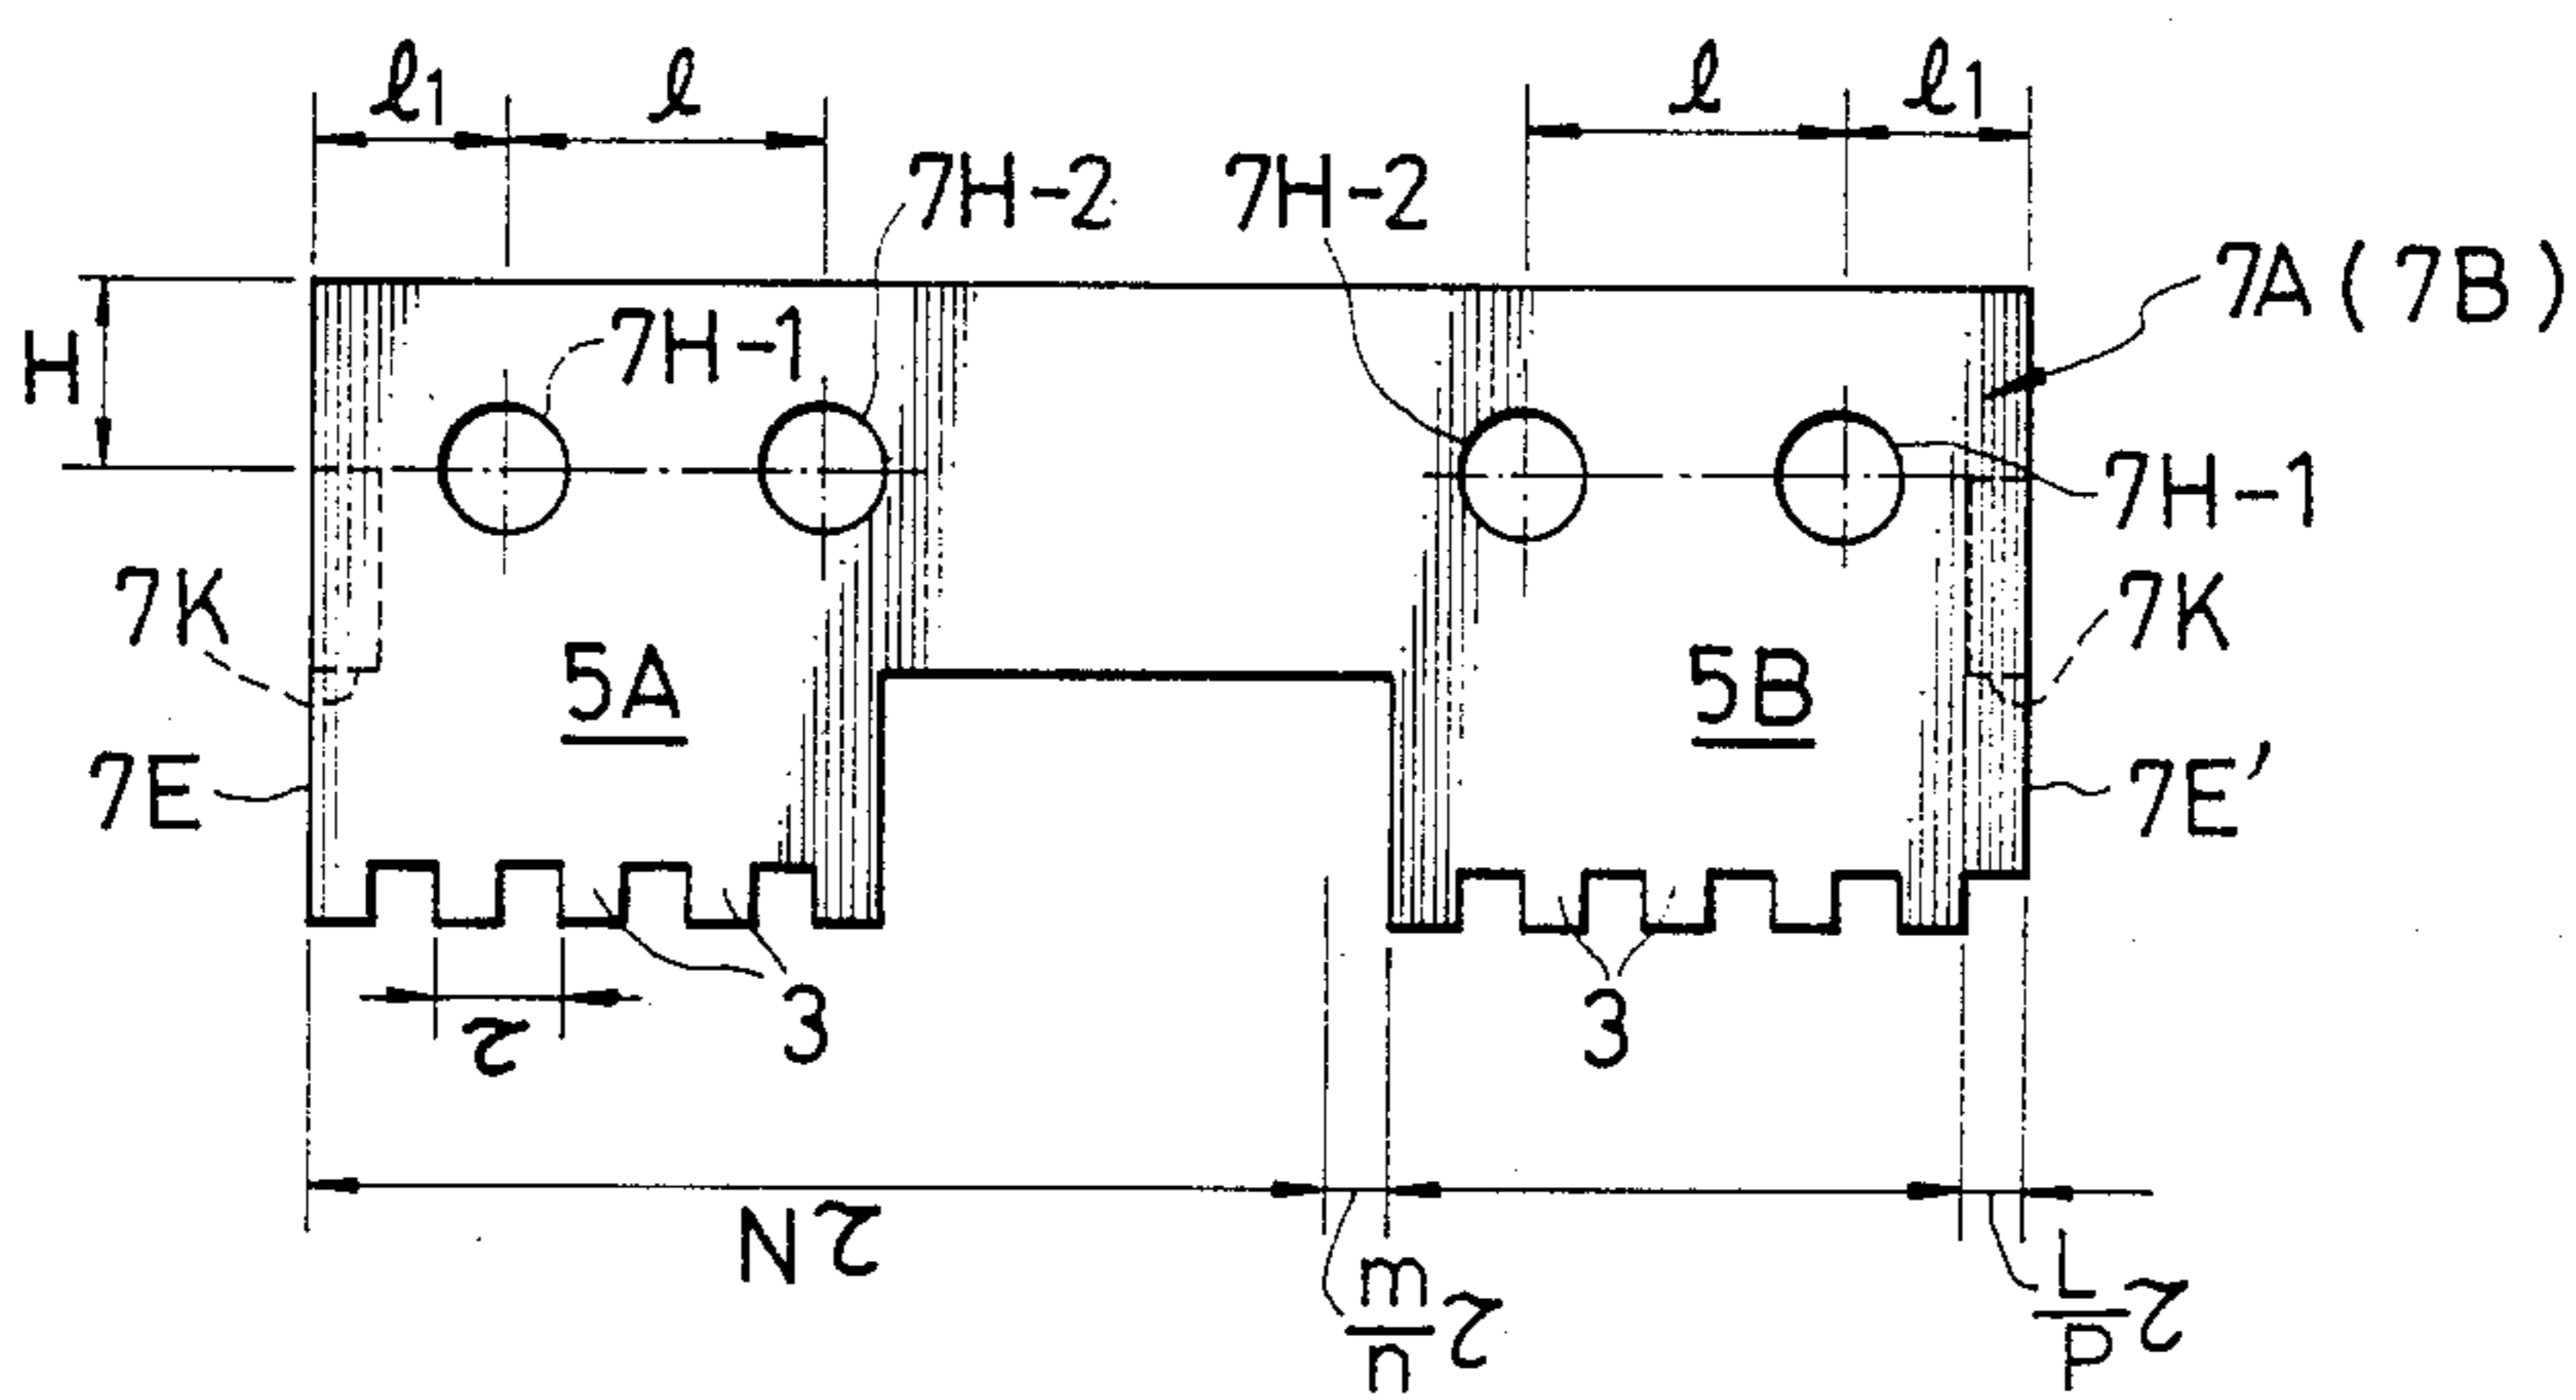 ℓ1 ℓ ℓ ℓ1
7H-2 7H-2
7A(7B)
H 7H-1
7H-1
7K 7K
5A 5B
7E 7E'
τ 3 3
Nτ
m/n τ L/P τ